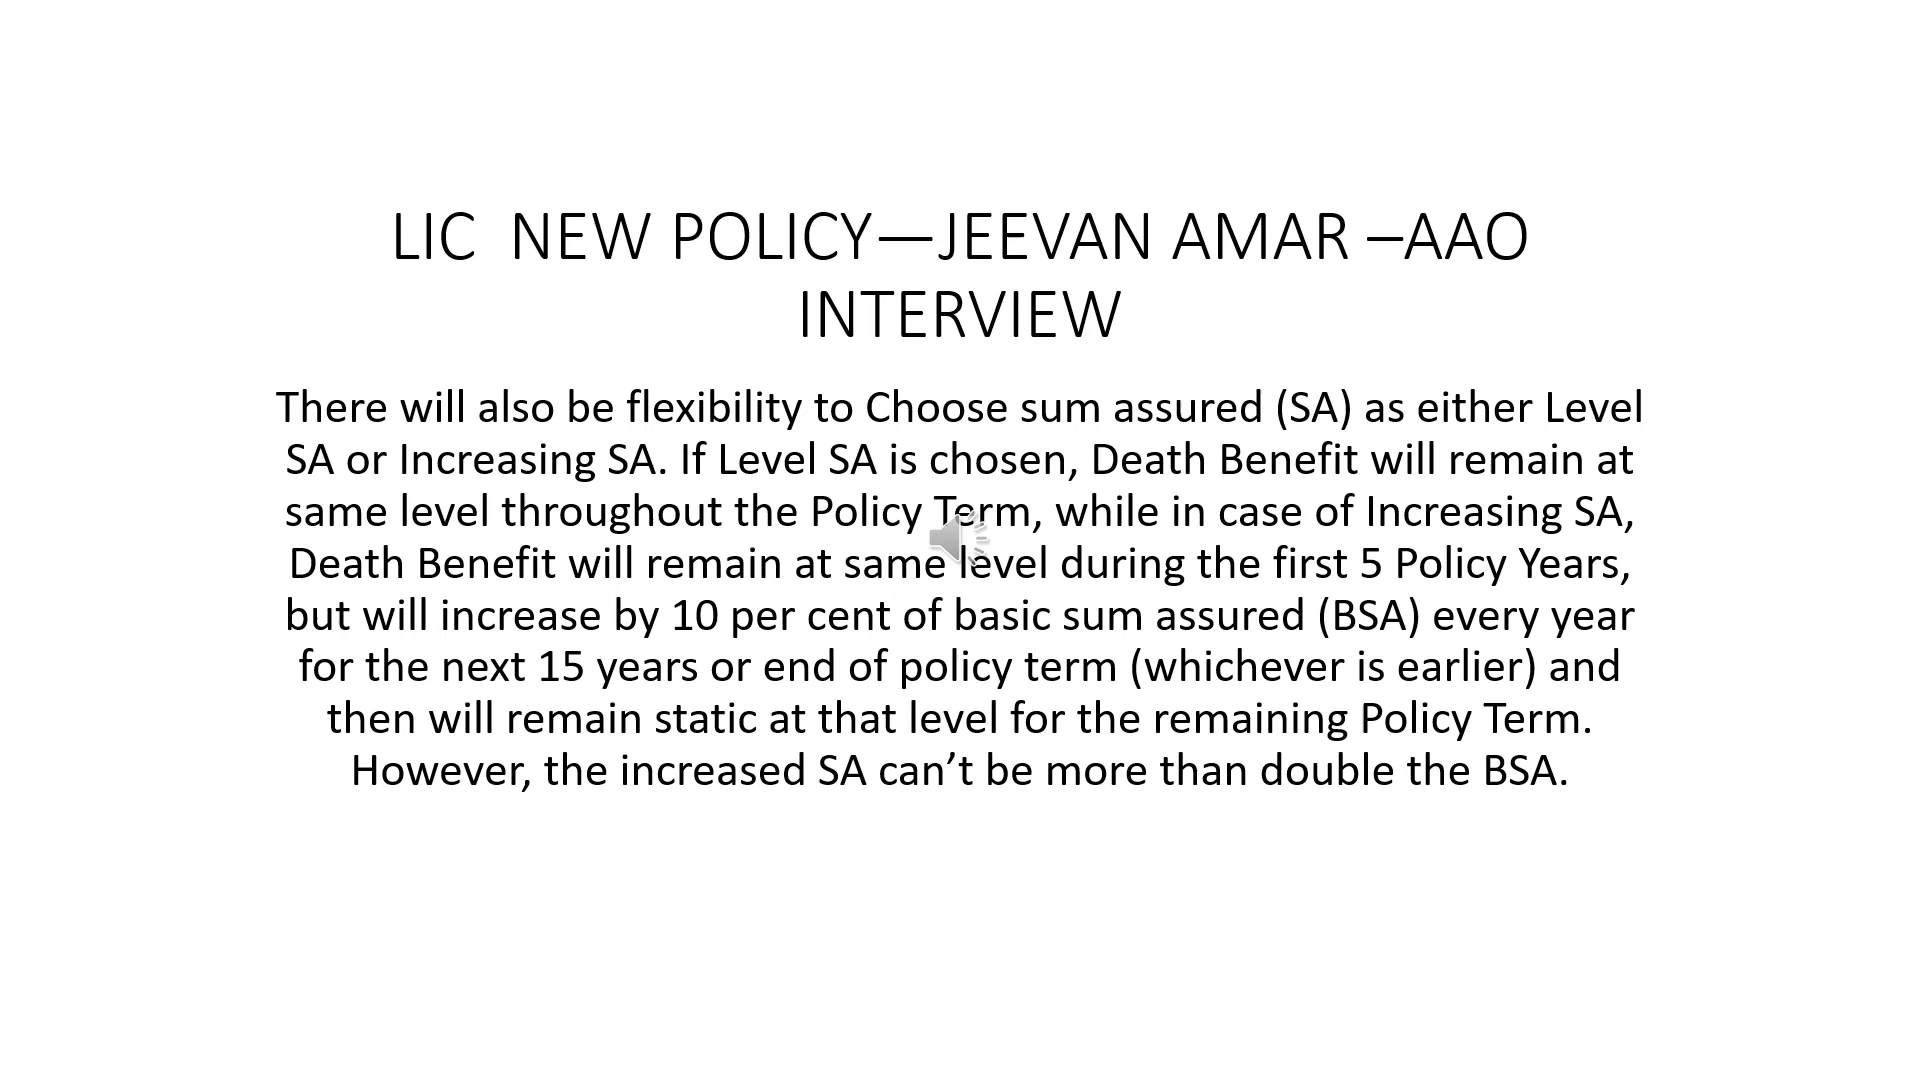 LIC  NEW POLICY—JEEVAN AMAR –AAO
INTERVIEW
There will also be flexibility to Choose sum assured (SA) as either Level
SA or Increasing SA. If Level SA is chosen, Death Benefit will remain at
same level throughout the Policy Term, while in case of Increasing SA,
Death Benefit will remain at same level during the first 5 Policy Years,
but will increase by 10 per cent of basic sum assured (BSA) every year
for the next 15 years or end of policy term (whichever is earlier) and
then will remain static at that level for the remaining Policy Term.
However, the increased SA can’t be more than double the BSA.